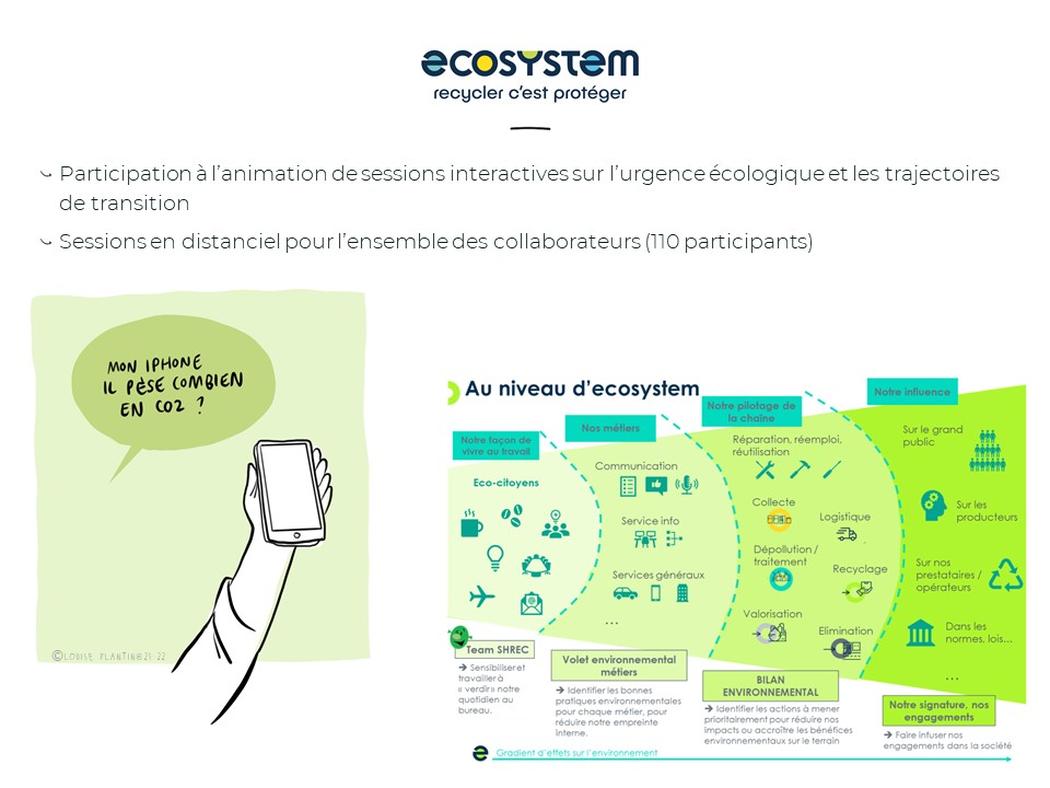 ecosystem
recycler c'est protéger
Participation à l'animation de sessions interactives sur l'urgence écologique et les trajectoires
de transition
Sessions en distanciel pour l'ensemble des collaborateurs (110 participants)
MON IPHONE
IL PÈSE COMBIEN
EN CO2 ?
©LOUISE PLANTIN@21-22
Au niveau d'ecosystem
Notre façon de
vivre au travail
Eco-citoyens
Nos métiers
Communication
Service info
Services généraux
...
Notre pilotage de
la chaîne
Réparation, réemploi,
réutilisation
Collecte
Logistique
Dépollution /
traitement
Recyclage
Valorisation
Elimination
Notre influence
Sur le grand
public
Sur les
producteurs
Sur nos
prestataires /
opérateurs
Dans les
normes, lois...
...
Team SHREC
➔ Sensibiliser et
travailler à
« verdir » notre
quotidien au
bureau.
Volet environnemental
métiers
➔ Identifier les bonnes
pratiques environnementales
pour chaque métier, pour
réduire notre empreinte
interne.
BILAN
ENVIRONNEMENTAL
➔ Identifier les actions à mener
prioritairement pour réduire nos
impacts ou accroître les bénéfices
environnementaux sur le terrain
Notre signature, nos
engagements
➔ Faire infuser nos
engagements dans la société
e Gradient d'effets sur l'environnement